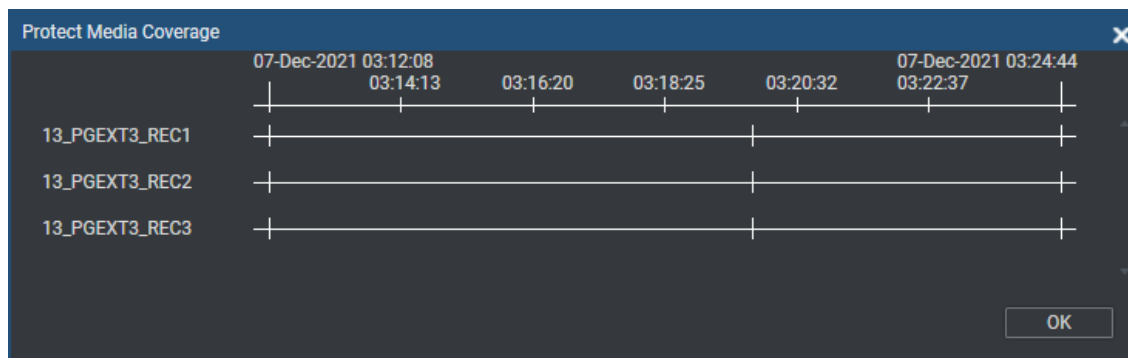 Protect Media Coverage
07-Dec-2021 03:12:08 07-Dec-2021 03:24:44
03:14:13 03:16:20 03:18:25 03:20:32 03:22:37
13_PGEXT3_REC1
13_PGEXT3_REC2
13_PGEXT3_REC3
OK